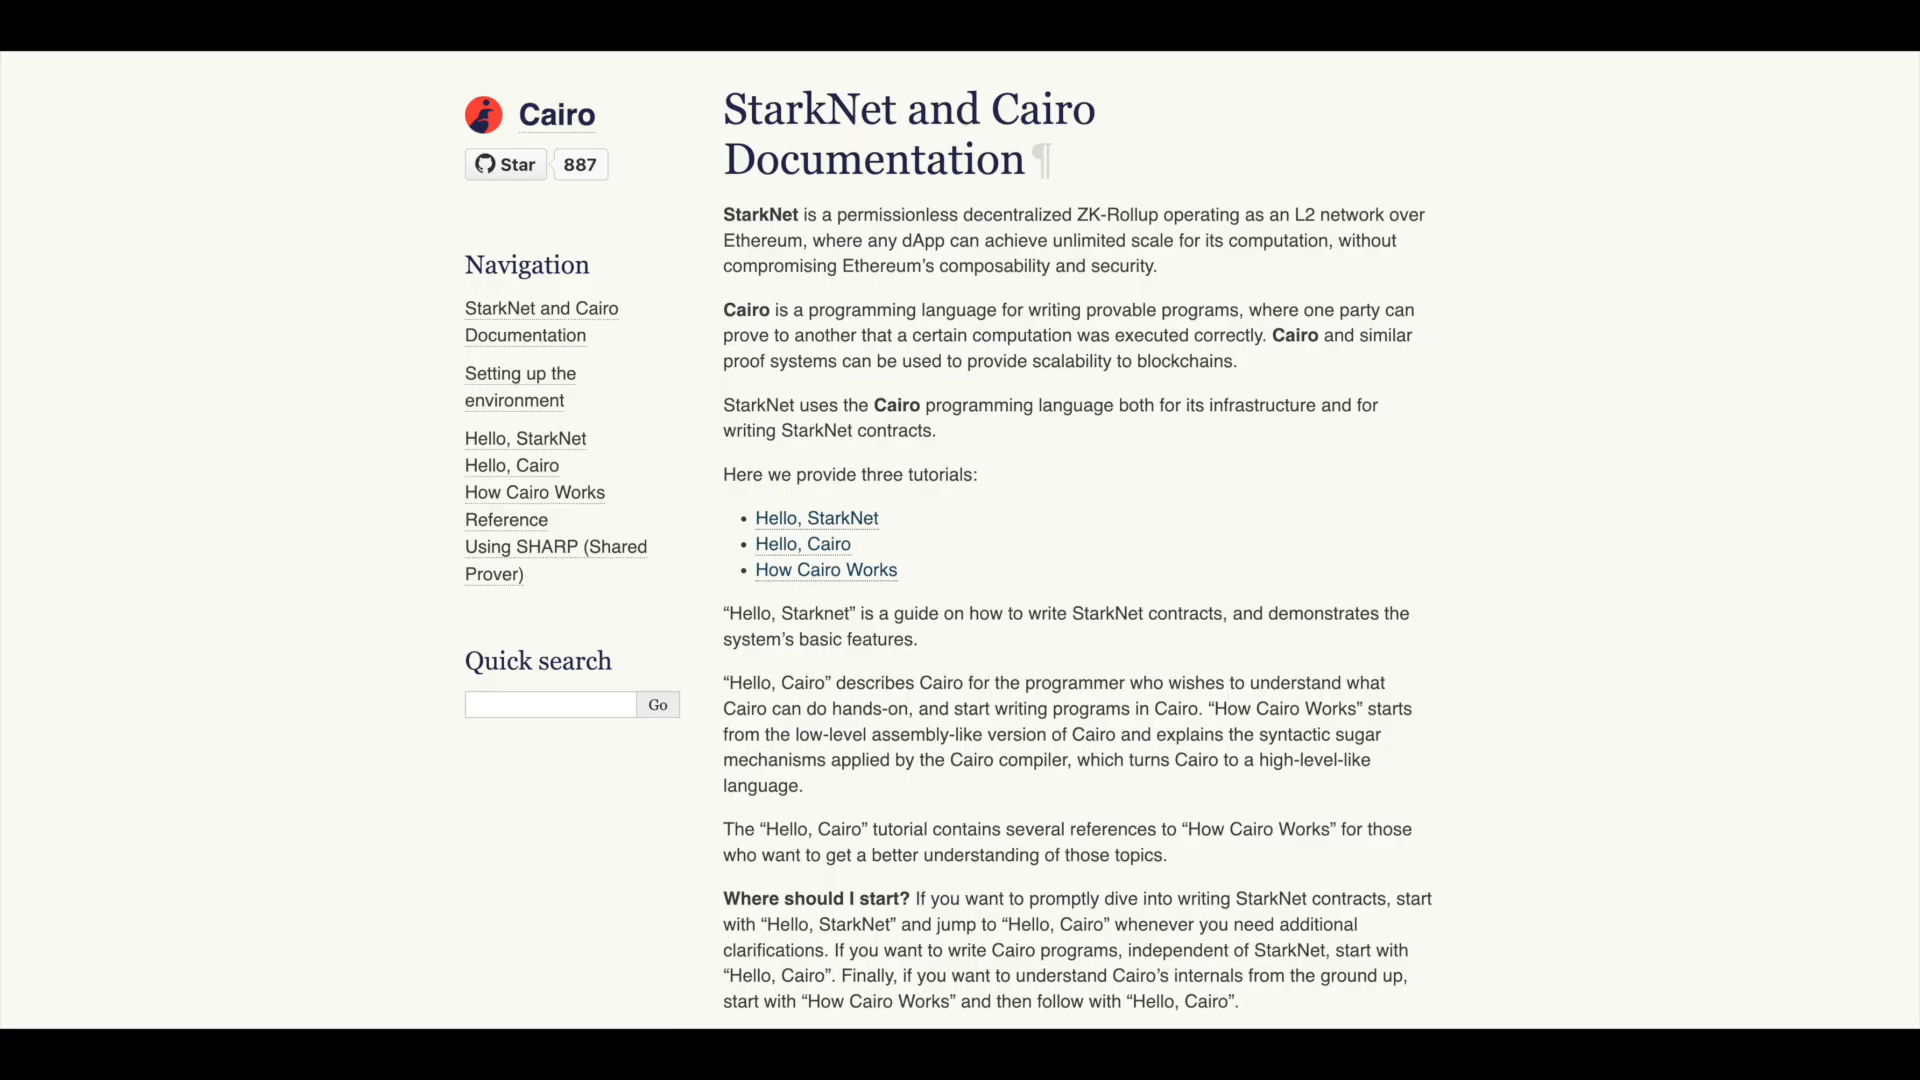 Cairo
Star 887
Navigation
StarkNet and Cairo
Documentation
Setting up the
environment
Hello, StarkNet
Hello, Cairo
How Cairo Works
Reference
Using SHARP (Shared
Prover)
Quick search
Go
StarkNet and Cairo
Documentation¶
StarkNet is a permissionless decentralized ZK-Rollup operating as an L2 network over
Ethereum, where any dApp can achieve unlimited scale for its computation, without
compromising Ethereum’s composability and security.
Cairo is a programming language for writing provable programs, where one party can
prove to another that a certain computation was executed correctly. Cairo and similar
proof systems can be used to provide scalability to blockchains.
StarkNet uses the Cairo programming language both for its infrastructure and for
writing StarkNet contracts.
Here we provide three tutorials:
• Hello, StarkNet
• Hello, Cairo
• How Cairo Works
“Hello, Starknet” is a guide on how to write StarkNet contracts, and demonstrates the
system’s basic features.
“Hello, Cairo” describes Cairo for the programmer who wishes to understand what
Cairo can do hands-on, and start writing programs in Cairo. “How Cairo Works” starts
from the low-level assembly-like version of Cairo and explains the syntactic sugar
mechanisms applied by the Cairo compiler, which turns Cairo to a high-level-like
language.
The “Hello, Cairo” tutorial contains several references to “How Cairo Works” for those
who want to get a better understanding of those topics.
Where should I start? If you want to promptly dive into writing StarkNet contracts, start
with “Hello, StarkNet” and jump to “Hello, Cairo” whenever you need additional
clarifications. If you want to write Cairo programs, independent of StarkNet, start with
“Hello, Cairo”. Finally, if you want to understand Cairo’s internals from the ground up,
start with “How Cairo Works” and then follow with “Hello, Cairo”.